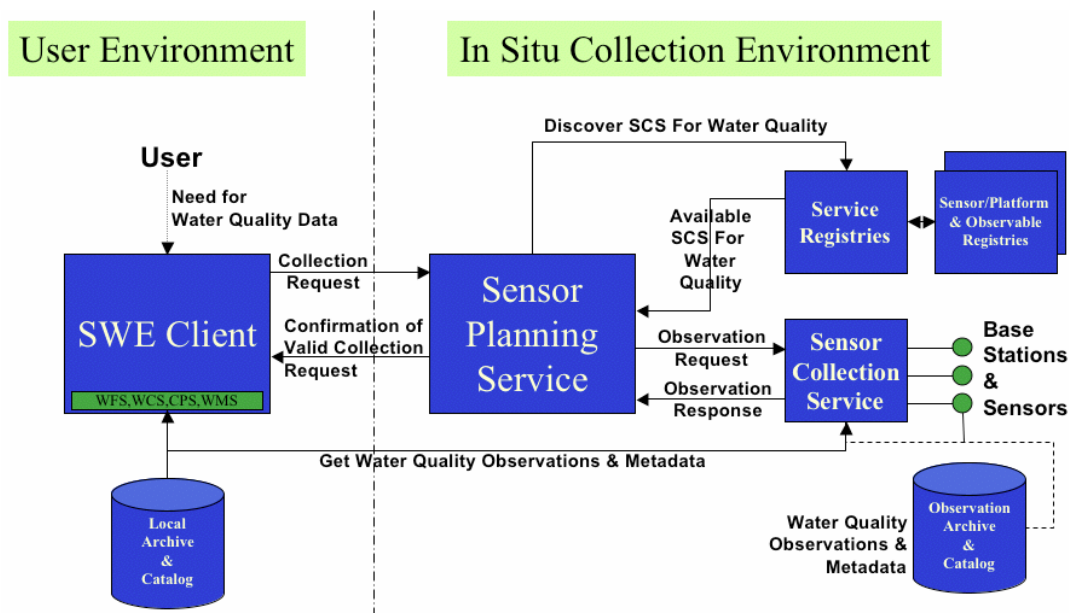 User Environment
In Situ Collection Environment
Discover SCS For Water Quality
User
Need for
Water Quality Data
Available
SCS For
Water
Quality
Service
Registries
Sensor/Platform
& Observable
Registries
SWE Client
WFS,WCS,CPS,WMS
Collection
Request
Confirmation of
Valid Collection
Request
Sensor
Planning
Service
Observation
Request
Observation
Response
Sensor
Collection
Service
Base
Stations
&
Sensors
Get Water Quality Observations & Metadata
Local
Archive
&
Catalog
Water Quality
Observations &
Metadata
Observation
Archive
&
Catalog